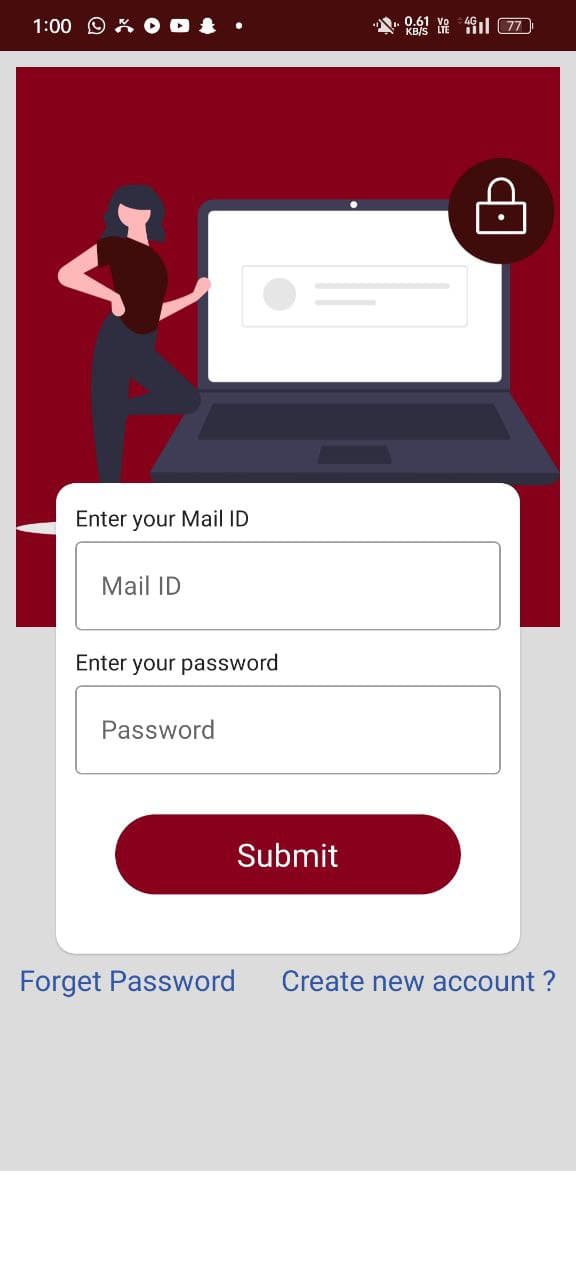 1:00 0.61 KB/S Vo LTE 4G 77
Enter your Mail ID
Mail ID
Enter your password
Password
Submit
Forget Password Create new account ?